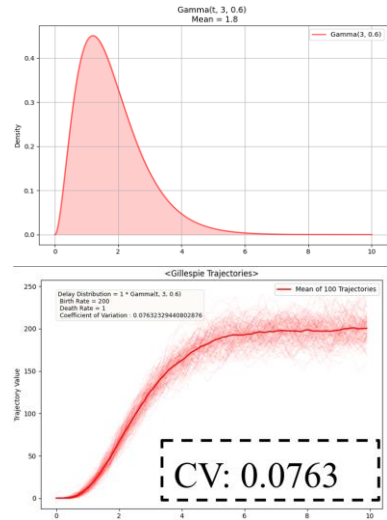 Gamma(t, 3, 0.6)
Mean = 1.8
Gamma(3, 0.6)
Density
0.4
0.3
0.2
0.1
0.0
0 2 4 6 8 10
<Gillespie Trajectories>
Delay Distribution = 1 * Gamma(t, 3, 0.6)
Birth Rate = 200
Death Rate = 1
Coefficient of Variation : 0.07632329440802876
Mean of 100 Trajectories
Trajectory Value
250
200
150
100
50
0
CV: 0.0763
0 2 4 6 8 10